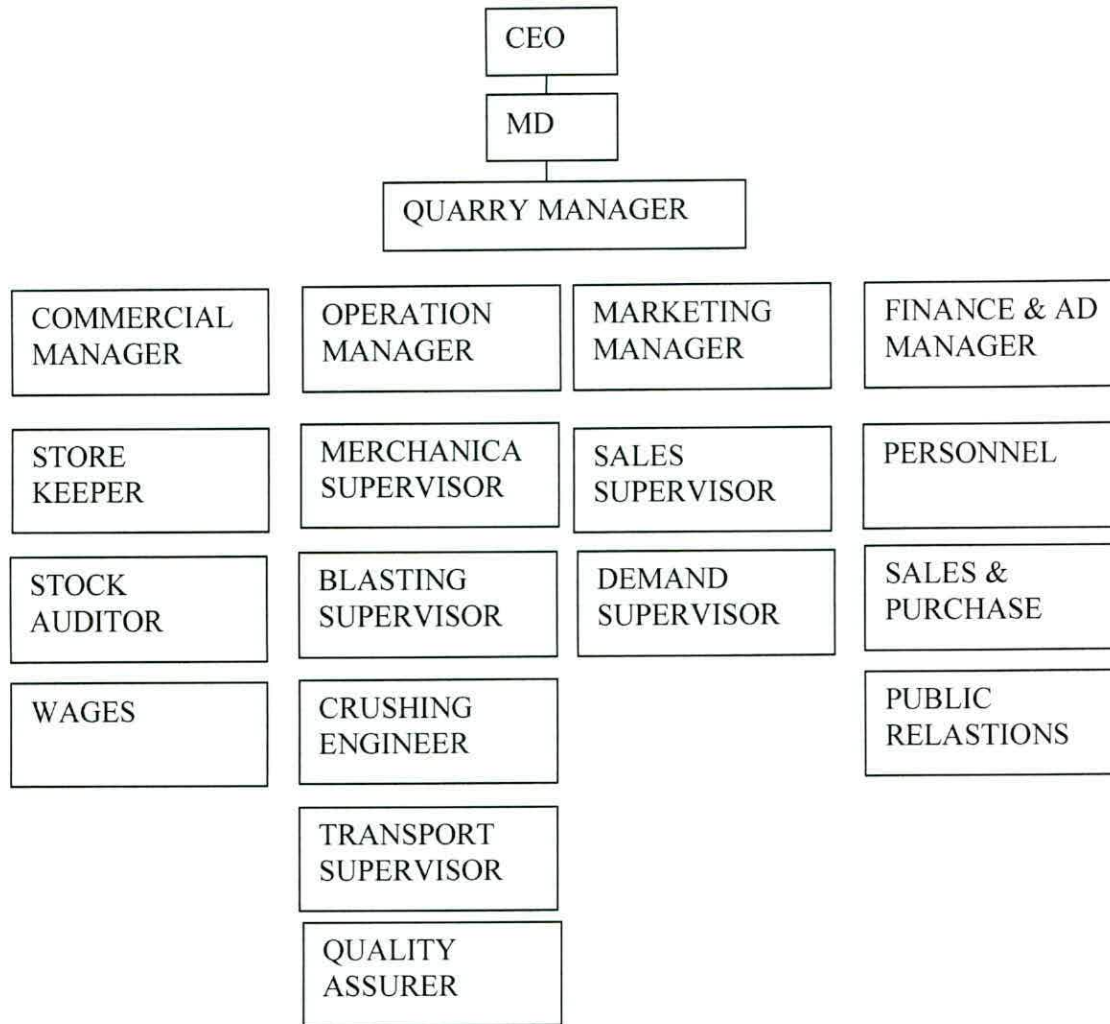 CEO
MD
QUARRY MANAGER
COMMERCIAL
MANAGER
OPERATION
MANAGER
MARKETING
MANAGER
FINANCE & AD
MANAGER
STORE
KEEPER
MERCHANICA
SUPERVISOR
SALES
SUPERVISOR
PERSONNEL
STOCK
AUDITOR
BLASTING
SUPERVISOR
DEMAND
SUPERVISOR
SALES &
PURCHASE
WAGES
CRUSHING
ENGINEER
PUBLIC
RELASTIONS
TRANSPORT
SUPERVISOR
QUALITY
ASSURER